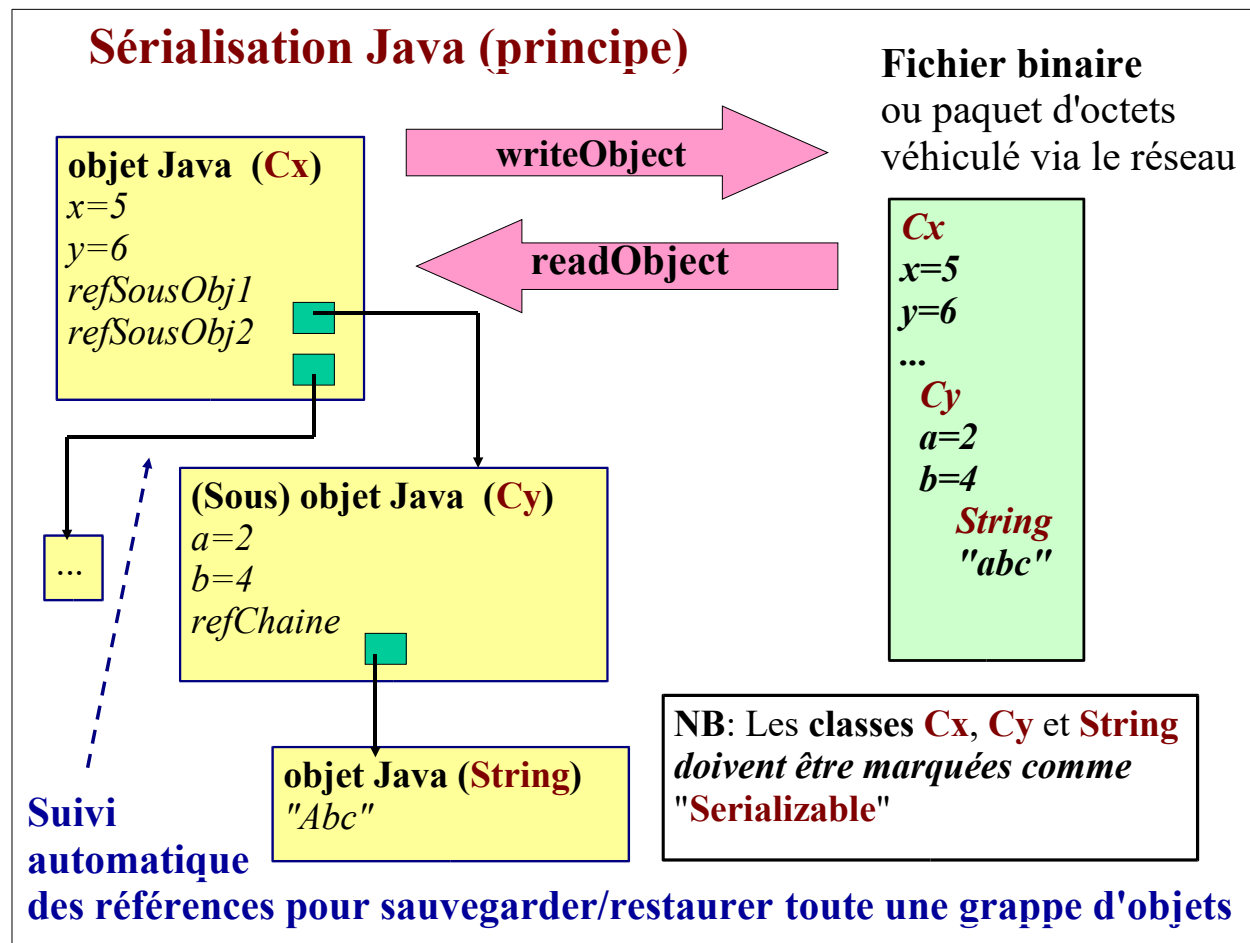 Sérialisation Java (principe)
Fichier binaire
ou paquet d'octets
véhiculé via le réseau
writeObject
readObject
objet Java (Cx)
x=5
y=6
refSousObj1
refSousObj2
Cx
x=5
y=6
...
Cy
a=2
b=4
String
"abc"
(Sous) objet Java (Cy)
a=2
b=4
refChaine
...
objet Java (String)
"Abc"
NB: Les classes Cx, Cy et String
doivent être marquées comme
"Serializable"
Suivi
automatique
des références pour sauvegarder/restaurer toute une grappe d'objets